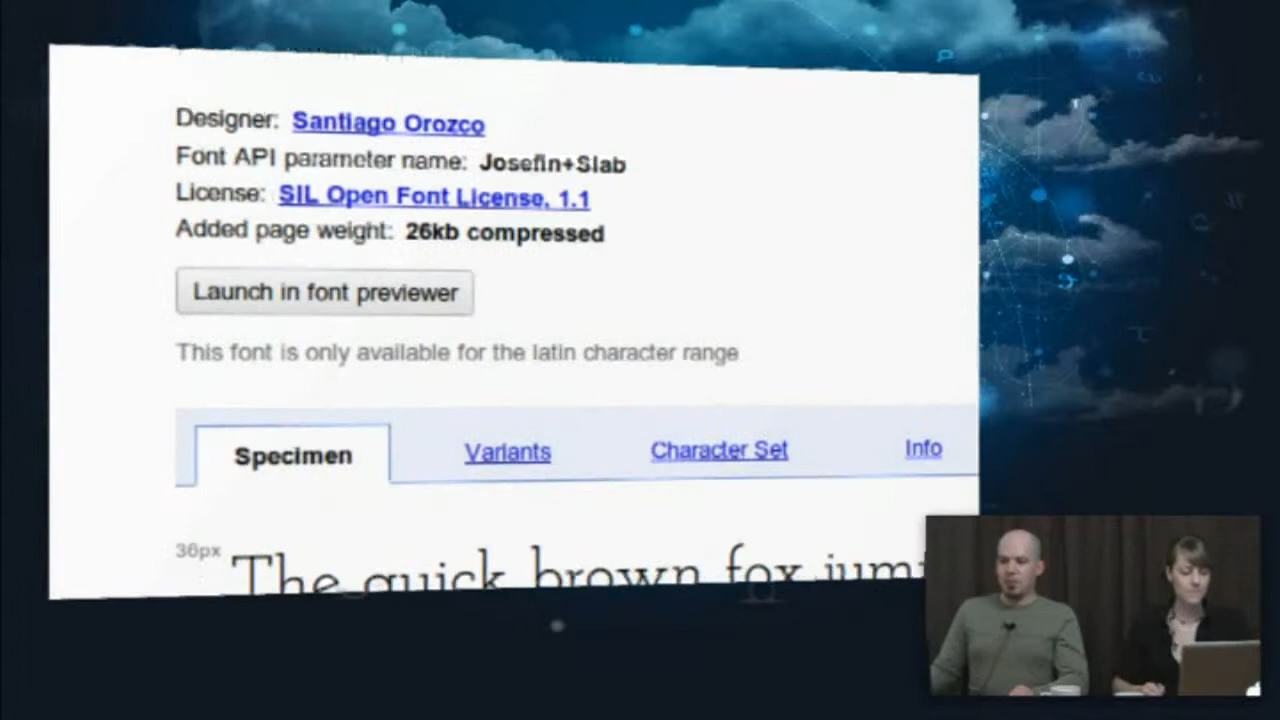 Designer: Santiago Orozco
Font API parameter name: Josefin+Slab
License: SIL Open Font License, 1.1
Added page weight: 26kb compressed
Launch in font previewer
This font is only available for the latin character range
Specimen Variants Character Set Info
36px The quick brown fox jump